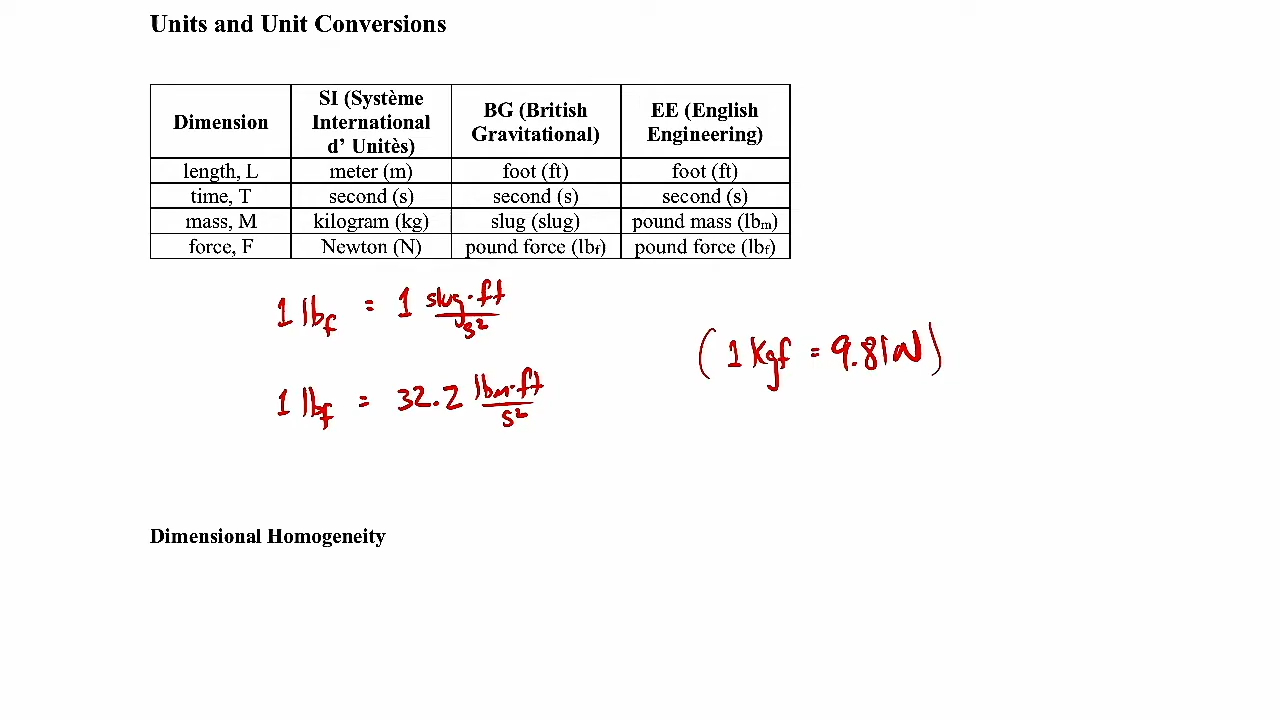 Units and Unit Conversions
Dimension
SI (Système
International
d’ Unitès)
BG (British
Gravitational)
EE (English
Engineering)
length, L meter (m) foot (ft) foot (ft)
time, T second (s) second (s) second (s)
mass, M kilogram (kg) slug (slug) pound mass (lbm)
force, F Newton (N) pound force (lbf) pound force (lbf)
1 lbf = 1 slug·ft/s²
(1 kgf = 9.81N)
1 lbf = 32.2 lbm·ft/s²
Dimensional Homogeneity